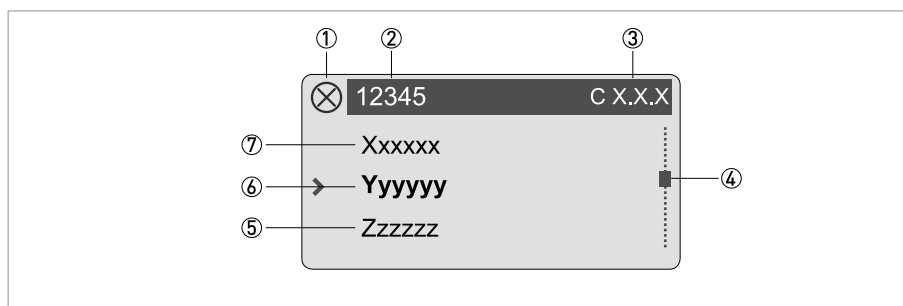 ① ② ③
12345 C X.X.X
⑦ Xxxxxx
⑥ Yyyyyy ④
⑤ Zzzzzz